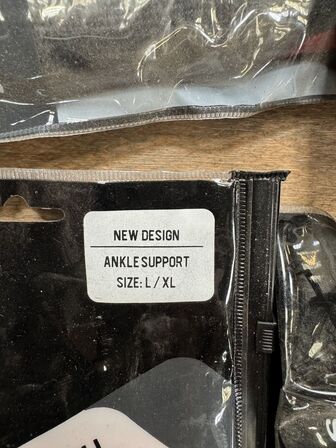 NEW DESIGN
ANKLE SUPPORT
SIZE: L / XL